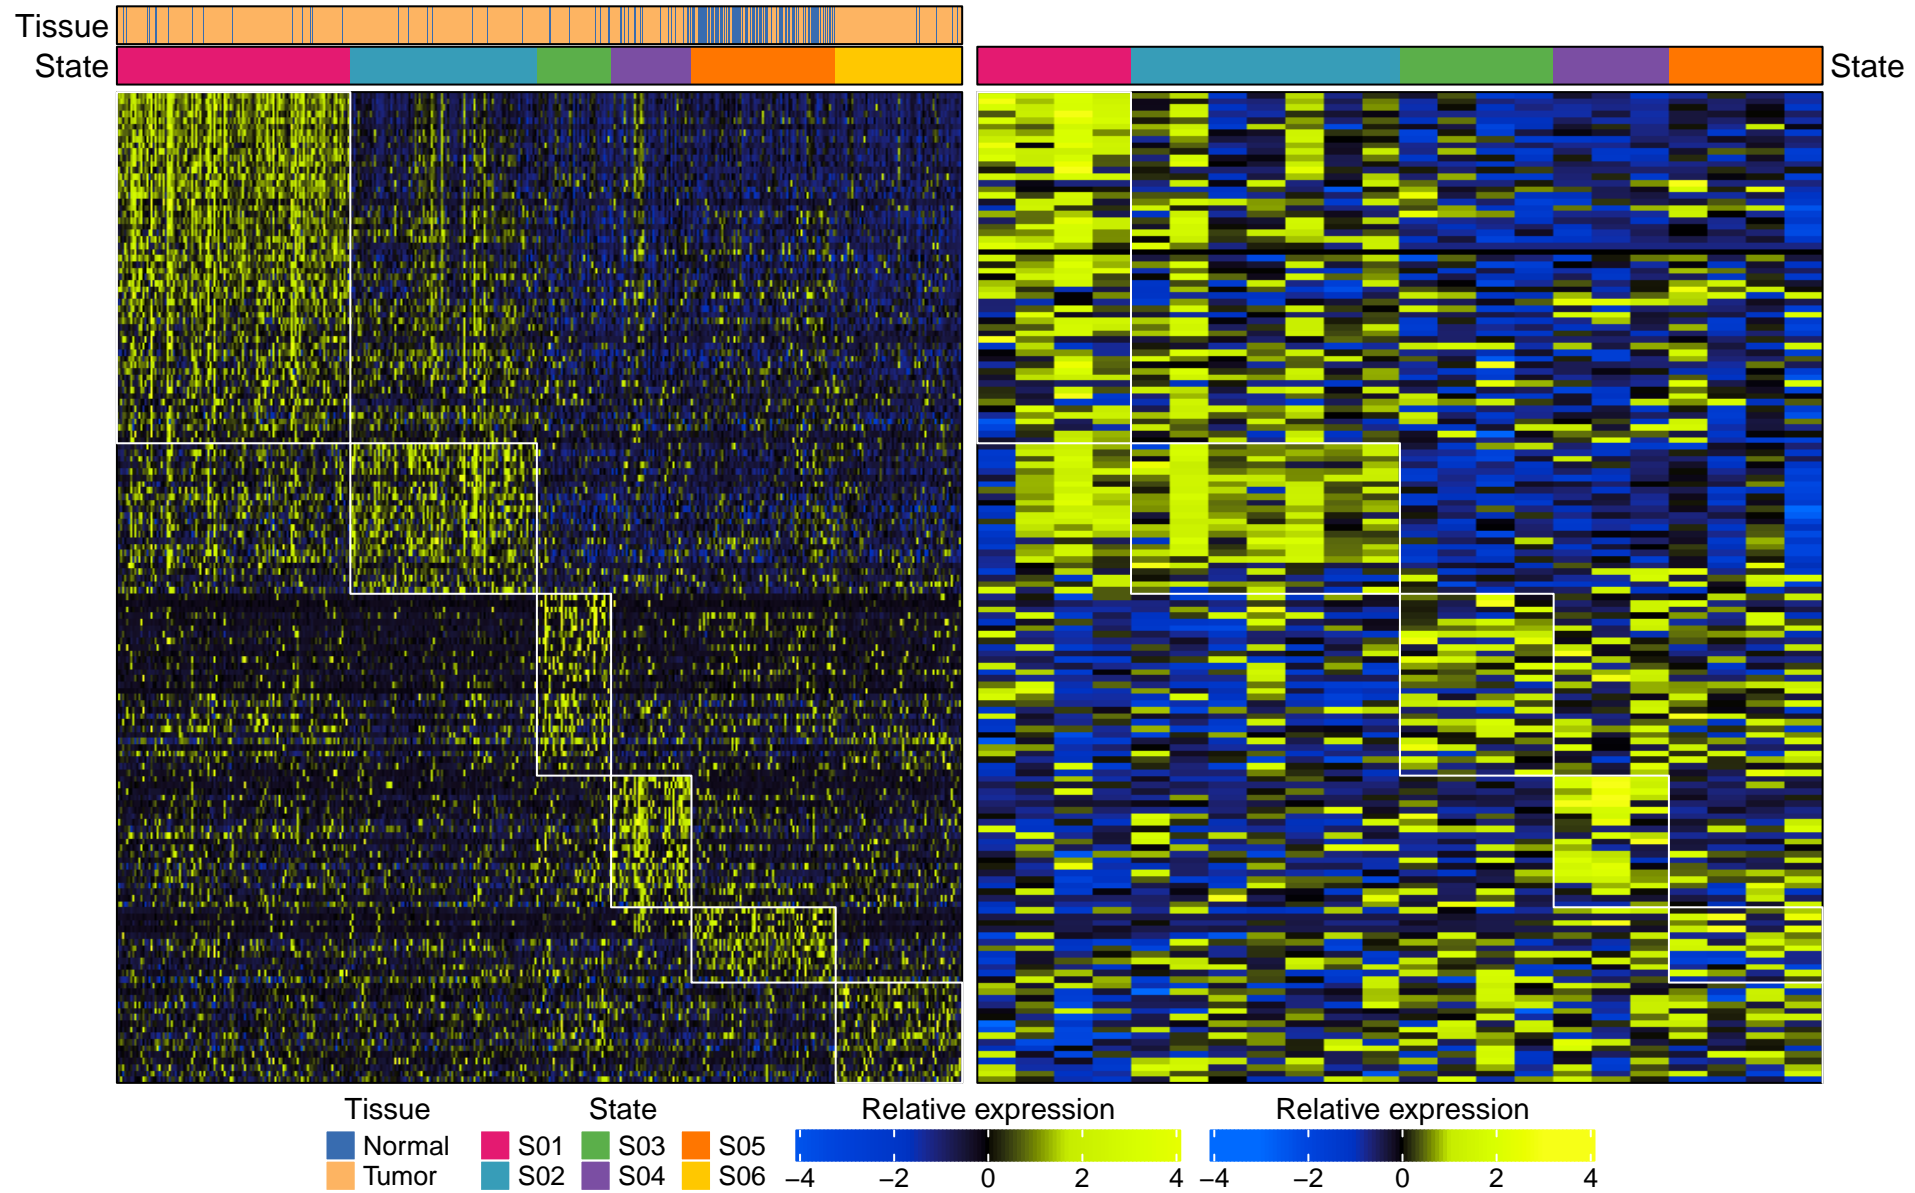 Tissue
State
State
Tissue State Relative expression Relative expression
Normal S01 S03 S05
Tumor S02 S04 S06
−4 −2 0 2 4 −4 −2 0 2 4